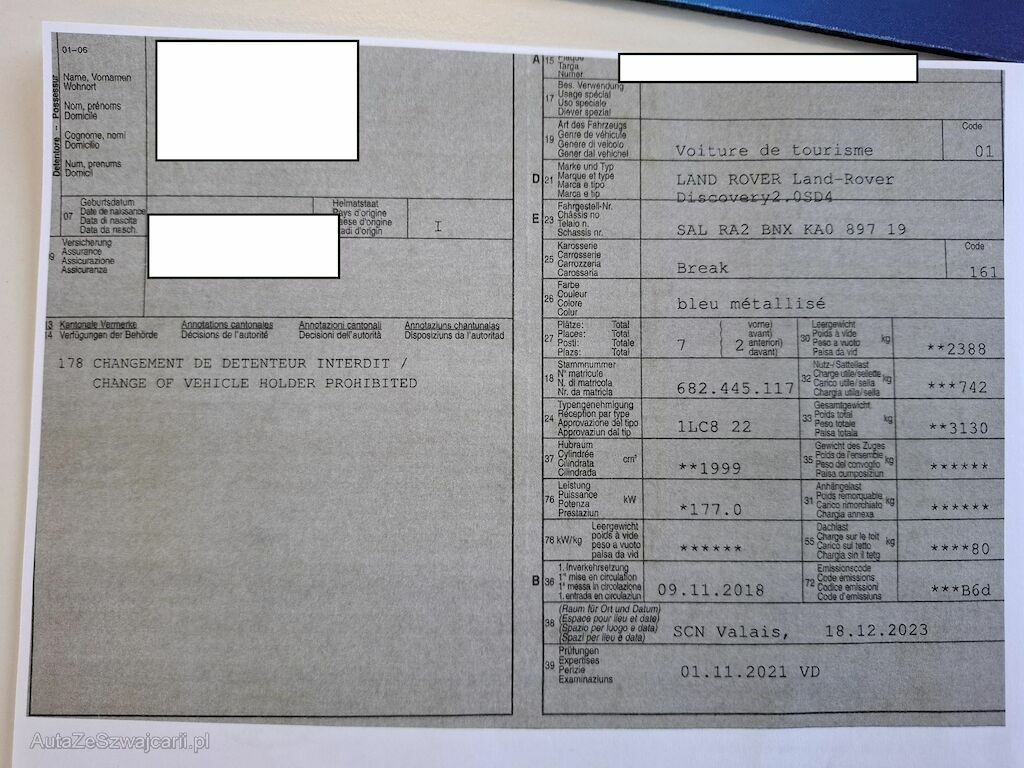 01–06
Detentore -- Possessur
Name, Vornamen
Wohnort
Nom, prénoms
Domicile
Cognome, nomi
Domicilio
Num, prenums
Domicil
07
Geburtsdatum
Date de naissance
Data di nascita
Data da nasch.
Heimatstaat
Pays d'origine
Paese d'origine
Stadi d'origin
I
Versicherung
Assurance
Assicurazione
Assicuranza
13 Kantonale Vermerke Annotations cantonales Annotazioni cantonali Annotaziuns chantunalas
14 Verfügungen der Behörde Décisions de l'autorité Decisioni dell'autorità Disposiziuns da l'autoritad
178 CHANGEMENT DE DETENTEUR INTERDIT /
CHANGE OF VEHICLE HOLDER PROHIBITED
A 15
Plaque
Targa
Numer
17
Bes. Verwendung
Usage spécial
Uso speciale
Diever spezial
19
Art des Fahrzeugs
Genre de véhicule
Genere di veicolo
Gener dal vehichel
Voiture de tourisme
Code
01
D 21
Marke und Typ
Marque et type
Marca e tipo
Marca e tip
LAND ROVER Land-Rover
Discovery2,0SD4
E 23
Fahrgestell-Nr.
Châssis no
Telaio n.
Schassis nr.
SAL RA2 BNX KA0 897 19
25
Karosserie
Carrosserie
Carrozzeria
Carossaria
Break
Code
161
26
Farbe
Couleur
Colore
Colur
bleu métallisé
27
Plätze: Total
Places: Total
Posti: Totale
Plazs: Total
7
( vorne)
( avant)
( anteriori)
davant)
2
30
Leergewicht
Poids à vide
Peso a vuoto
Paisa da vid
kg
**2388
18
Stammnummer
N° matricule
N. di matricola
Nr. da matricla
682.445.117
32
Nutz-/Sattellast
Charge utile/sellette
Carico utile/sella
Chargia utila/sella
kg
***742
24
Typengenehmigung
Réception par type
Approvazione del tipo
Approvaziun dal tip
1LC8 22
33
Gesamtgewicht
Poids total
Peso totale
Paisa totala
kg
**3130
37
Hubraum
Cylindrée
Cilindrata
Cilindrada
cm³
**1999
35
Gewicht des Zuges
Poids de l'ensemble
Peso del convoglio
Paisa cumposiziun
kg
******
76
Leistung
Puissance
Potenza
Prestaziun
kW
*177.0
31
Anhängelast
Poids remorquable
Carico rimorchiato
Chargia annexa
kg
******
78 kW/kg
Leergewicht
poids à vide
peso a vuoto
paisa da vid
******
55
Dachlast
Charge sur le toit
Carico sul tetto
Chargia sin il tetg
kg
****80
B 36
1. Inverkehrsetzung
1re mise en circulation
1a messa in circolazione
1. entrada en circulaziun
09.11.2018
72
Emissionscode
Code émissions
Codice emissioni
Code d'emissiuns
***B6d
38
(Raum für Ort und Datum)
(Espace pour lieu et date)
(Spazio per luogo e data)
(Spazi per lieu e data)
SCN Valais, 18.12.2023
39
Prüfungen
Expertises
Perizie
Examinaziuns
01.11.2021 VD
AutaZeSzwajcarii.pl